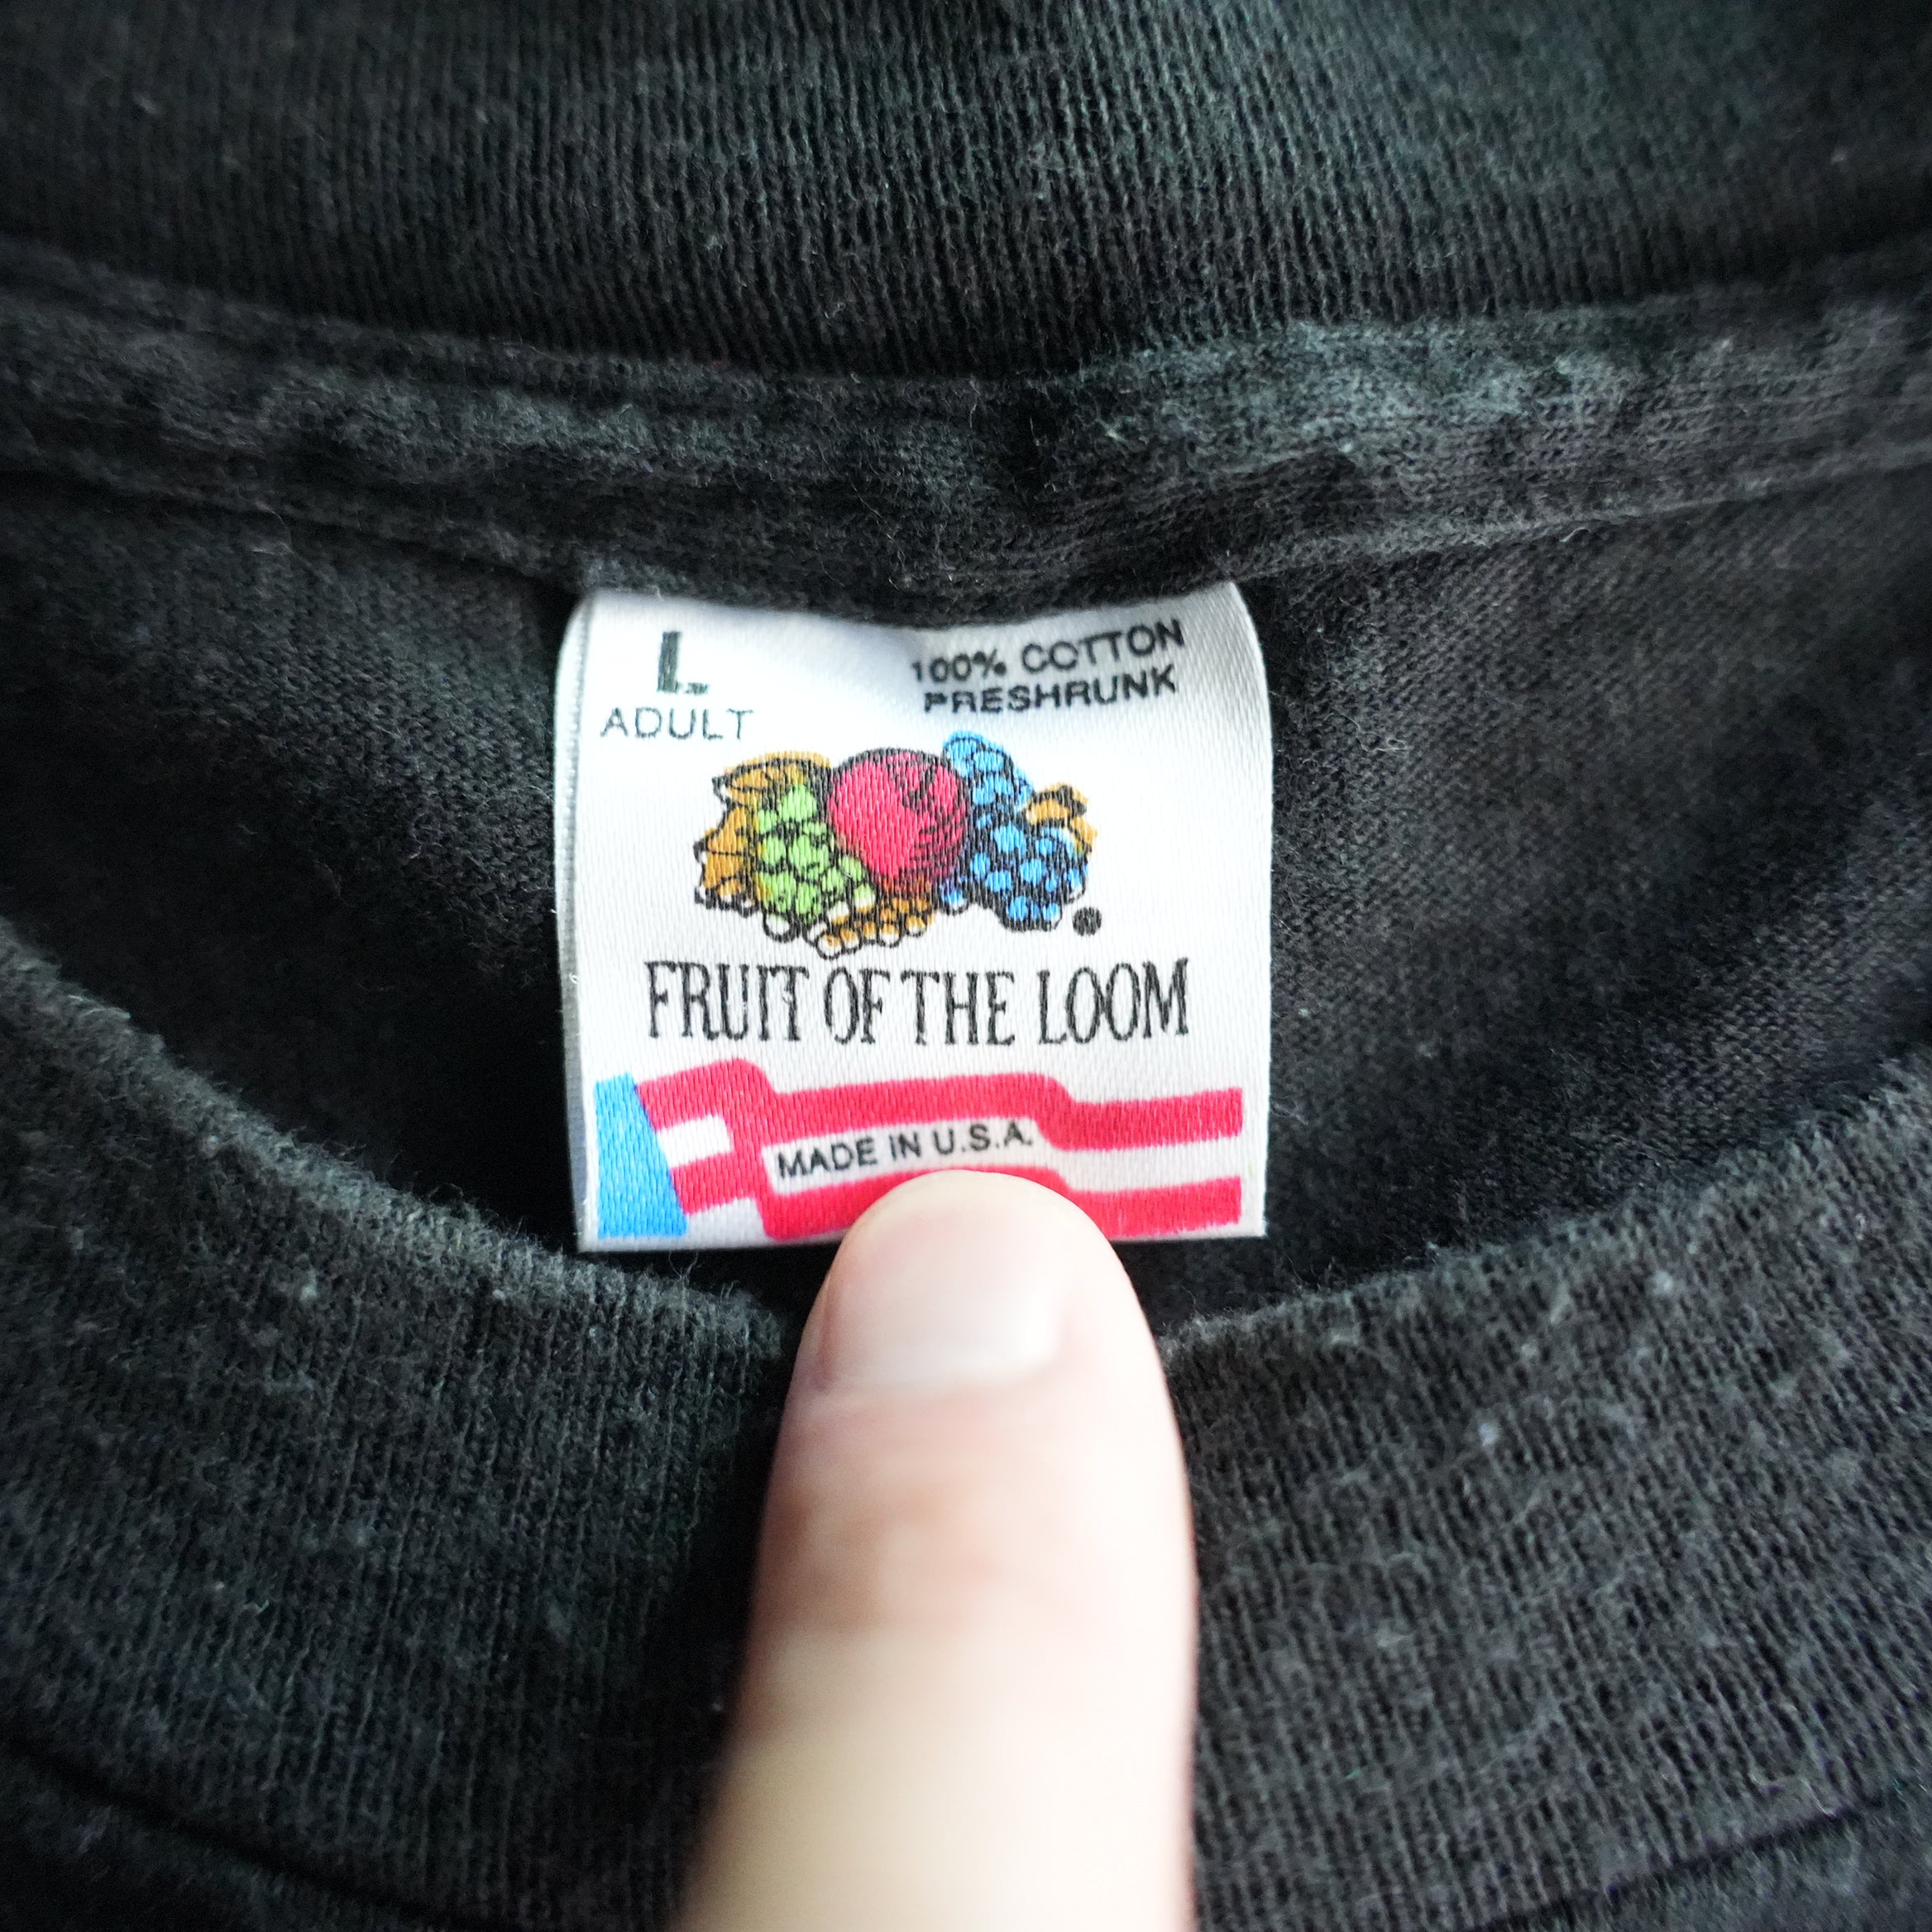 L
ADULT
100% COTTON
PRESHRUNK
FRUIT OF THE LOOM
MADE IN U.S.A.